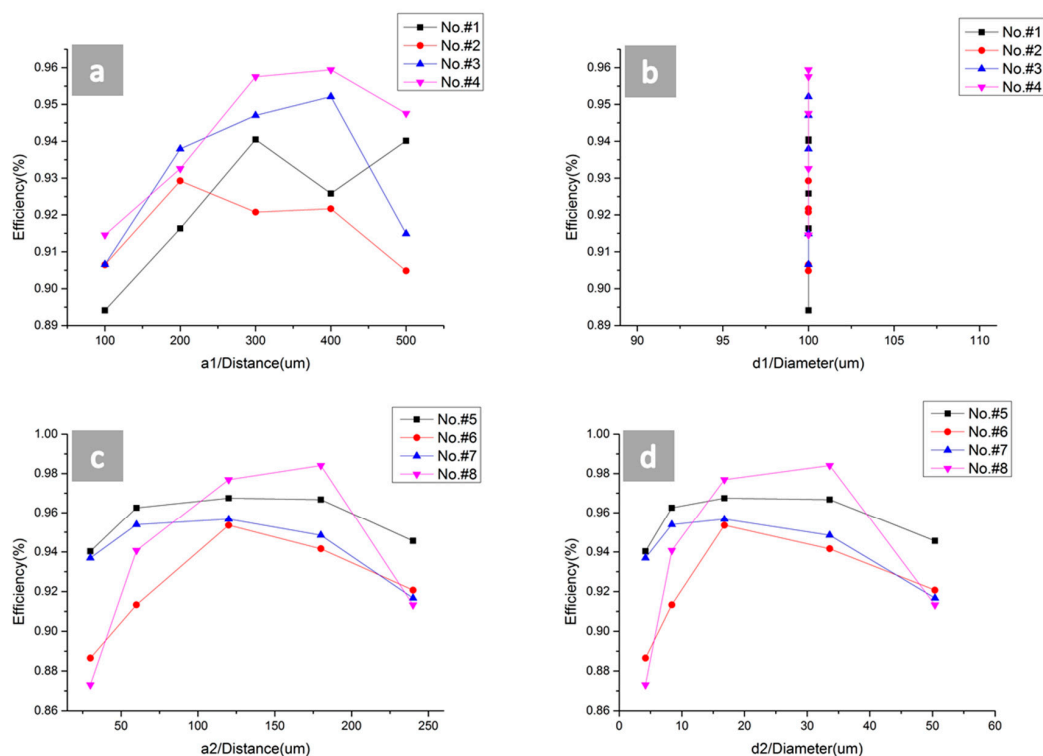 a
No.#1
No.#2
No.#3
No.#4
Efficiency(%)
0.96
0.95
0.94
0.93
0.92
0.91
0.90
0.89
100 200 300 400 500
a1/Distance(um)
b
No.#1
No.#2
No.#3
No.#4
Efficiency(%)
0.96
0.95
0.94
0.93
0.92
0.91
0.90
0.89
90 95 100 105 110
d1/Diameter(um)
c
No.#5
No.#6
No.#7
No.#8
Efficiency(%)
1.00
0.98
0.96
0.94
0.92
0.90
0.88
0.86
50 100 150 200 250
a2/Distance(um)
d
No.#5
No.#6
No.#7
No.#8
Efficiency(%)
1.00
0.98
0.96
0.94
0.92
0.90
0.88
0.86
0 10 20 30 40 50 60
d2/Diameter(um)